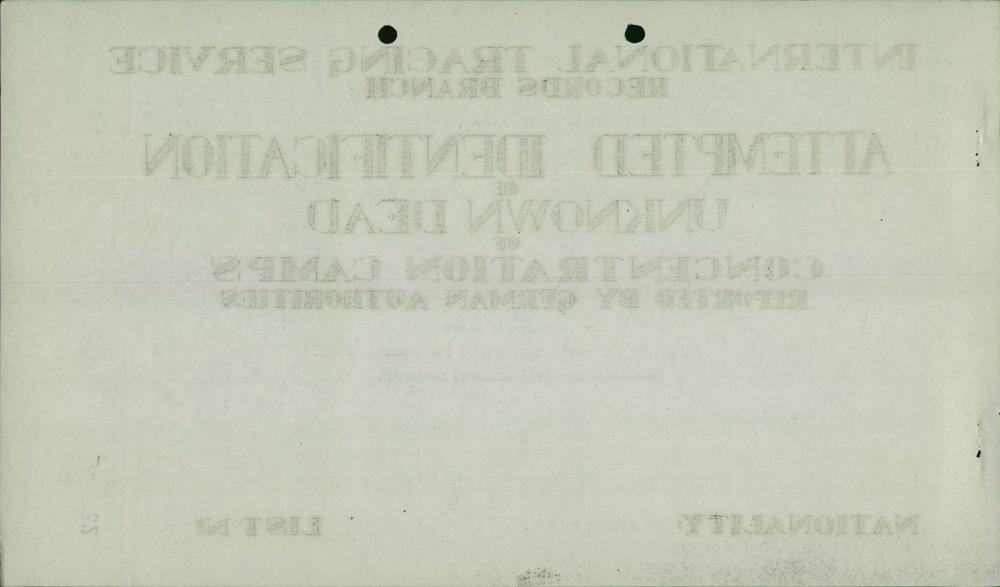 INTERNATIONAL TRACING SERVICE
RECORDS BRANCH
ATTEMPTED IDENTIFICATION
OF
UNKNOWN DEAD
OF
CONCENTRATION CAMPS
REPORTED BY GERMAN AUTHORITIES
NATIONALITY: LIST Nº
52